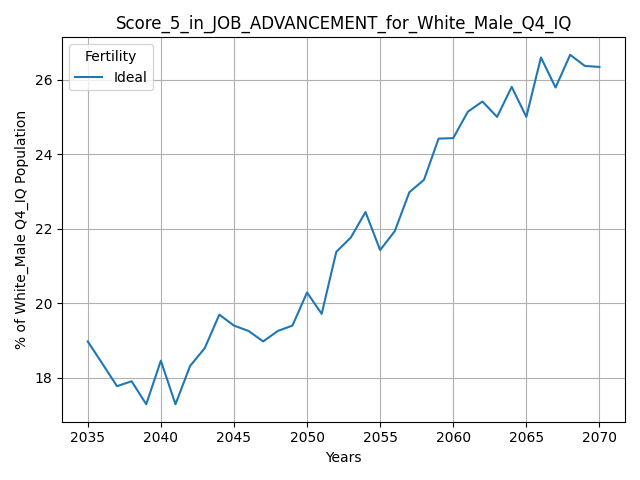 Score_5_in_JOB_ADVANCEMENT_for_White_Male_Q4_IQ
Fertility
Ideal
% of White_Male Q4_IQ Population
26
24
22
20
18
2035 2040 2045 2050 2055 2060 2065 2070
Years